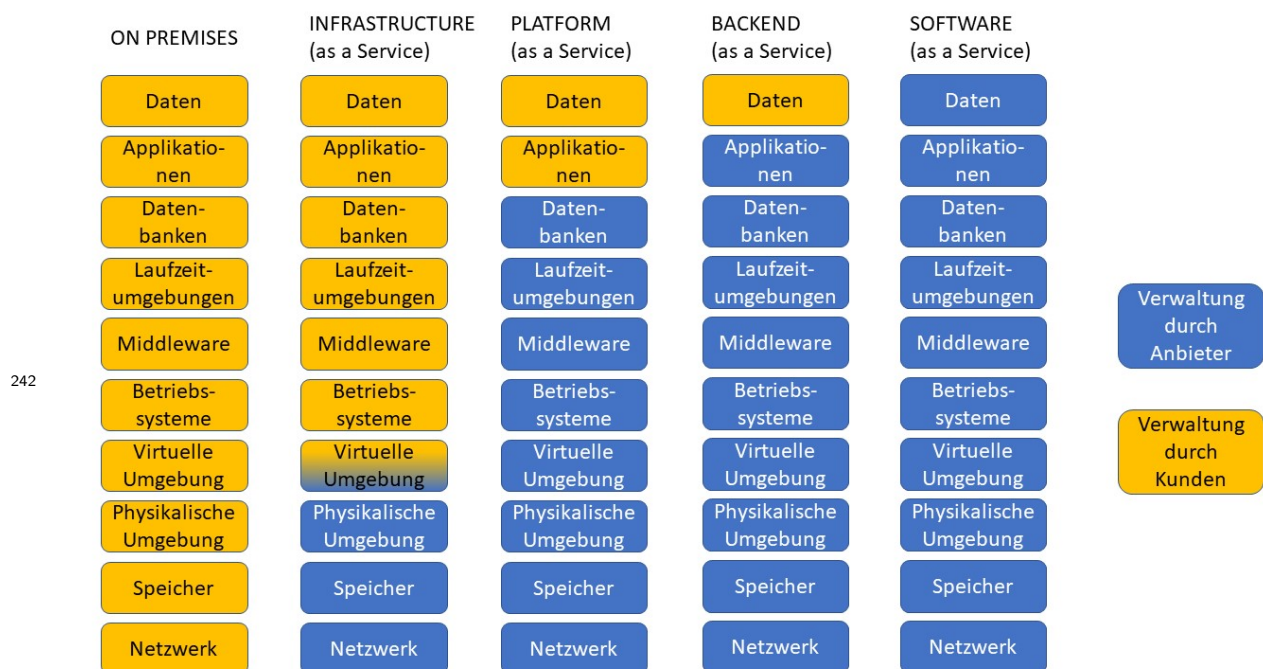 ON PREMISES
INFRASTRUCTURE
(as a Service)
PLATFORM
(as a Service)
BACKEND
(as a Service)
SOFTWARE
(as a Service)
Daten
Daten
Daten
Daten
Daten
Applikatio-
nen
Applikatio-
nen
Applikatio-
nen
Applikatio-
nen
Applikatio-
nen
Daten-
banken
Daten-
banken
Daten-
banken
Daten-
banken
Daten-
banken
Laufzeit-
umgebungen
Laufzeit-
umgebungen
Laufzeit-
umgebungen
Laufzeit-
umgebungen
Laufzeit-
umgebungen
Middleware
Middleware
Middleware
Middleware
Middleware
242
Betriebs-
systeme
Betriebs-
systeme
Betriebs-
systeme
Betriebs-
systeme
Betriebs-
systeme
Virtuelle
Umgebung
Virtuelle
Umgebung
Virtuelle
Umgebung
Virtuelle
Umgebung
Virtuelle
Umgebung
Physikalische
Umgebung
Physikalische
Umgebung
Physikalische
Umgebung
Physikalische
Umgebung
Physikalische
Umgebung
Speicher
Speicher
Speicher
Speicher
Speicher
Netzwerk
Netzwerk
Netzwerk
Netzwerk
Netzwerk
Verwaltung
durch
Anbieter
Verwaltung
durch
Kunden